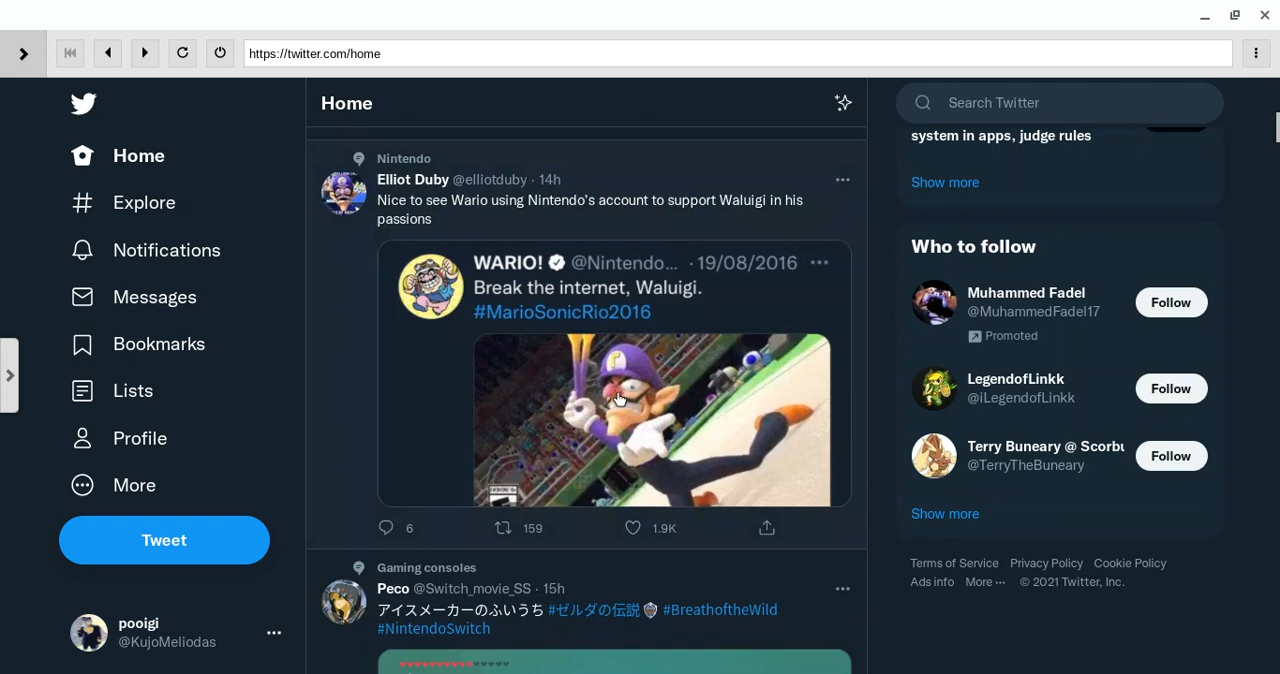 https://twitter.com/home
Home
Explore
Notifications
Messages
Bookmarks
Lists
Profile
More
Tweet
pooigi
@KujoMeliodas
Home
Nintendo
Elliot Duby @elliotduby · 14h
Nice to see Wario using Nintendo's account to support Waluigi in his
passions
WARIO! @Nintendo... · 19/08/2016
Break the internet, Waluigi.
#MarioSonicRio2016
6 159 1.9K
Gaming consoles
Peco @Switch_movie_SS · 15h
アイスメーカーのふいうち #ゼルダの伝説 #BreathoftheWild
#NintendoSwitch
Search Twitter
system in apps, judge rules
Show more
Who to follow
Muhammed Fadel
@MuhammedFadel17
Promoted
Follow
LegendofLinkk
@iLegendofLinkk
Follow
Terry Buneary @ Scorbu
@TerryTheBuneary
Follow
Show more
Terms of Service Privacy Policy Cookie Policy
Ads info More ··· © 2021 Twitter, Inc.